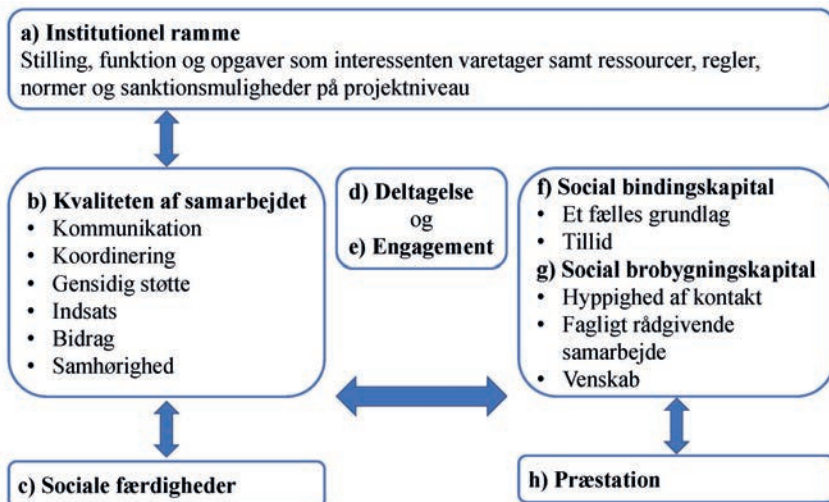 a) Institutionel ramme
Stilling, funktion og opgaver som interessenten varetager samt ressourcer, regler,
normer og sanktionsmuligheder på projektniveau
b) Kvaliteten af samarbejdet
• Kommunikation
• Koordinering
• Gensidig støtte
• Indsats
• Bidrag
• Samhørighed
d) Deltagelse
og
e) Engagement
f) Social bindingskapital
• Et fælles grundlag
• Tillid
g) Social brobygningskapital
• Hyppighed af kontakt
• Fagligt rådgivende
samarbejde
• Venskab
c) Sociale færdigheder
h) Præstation